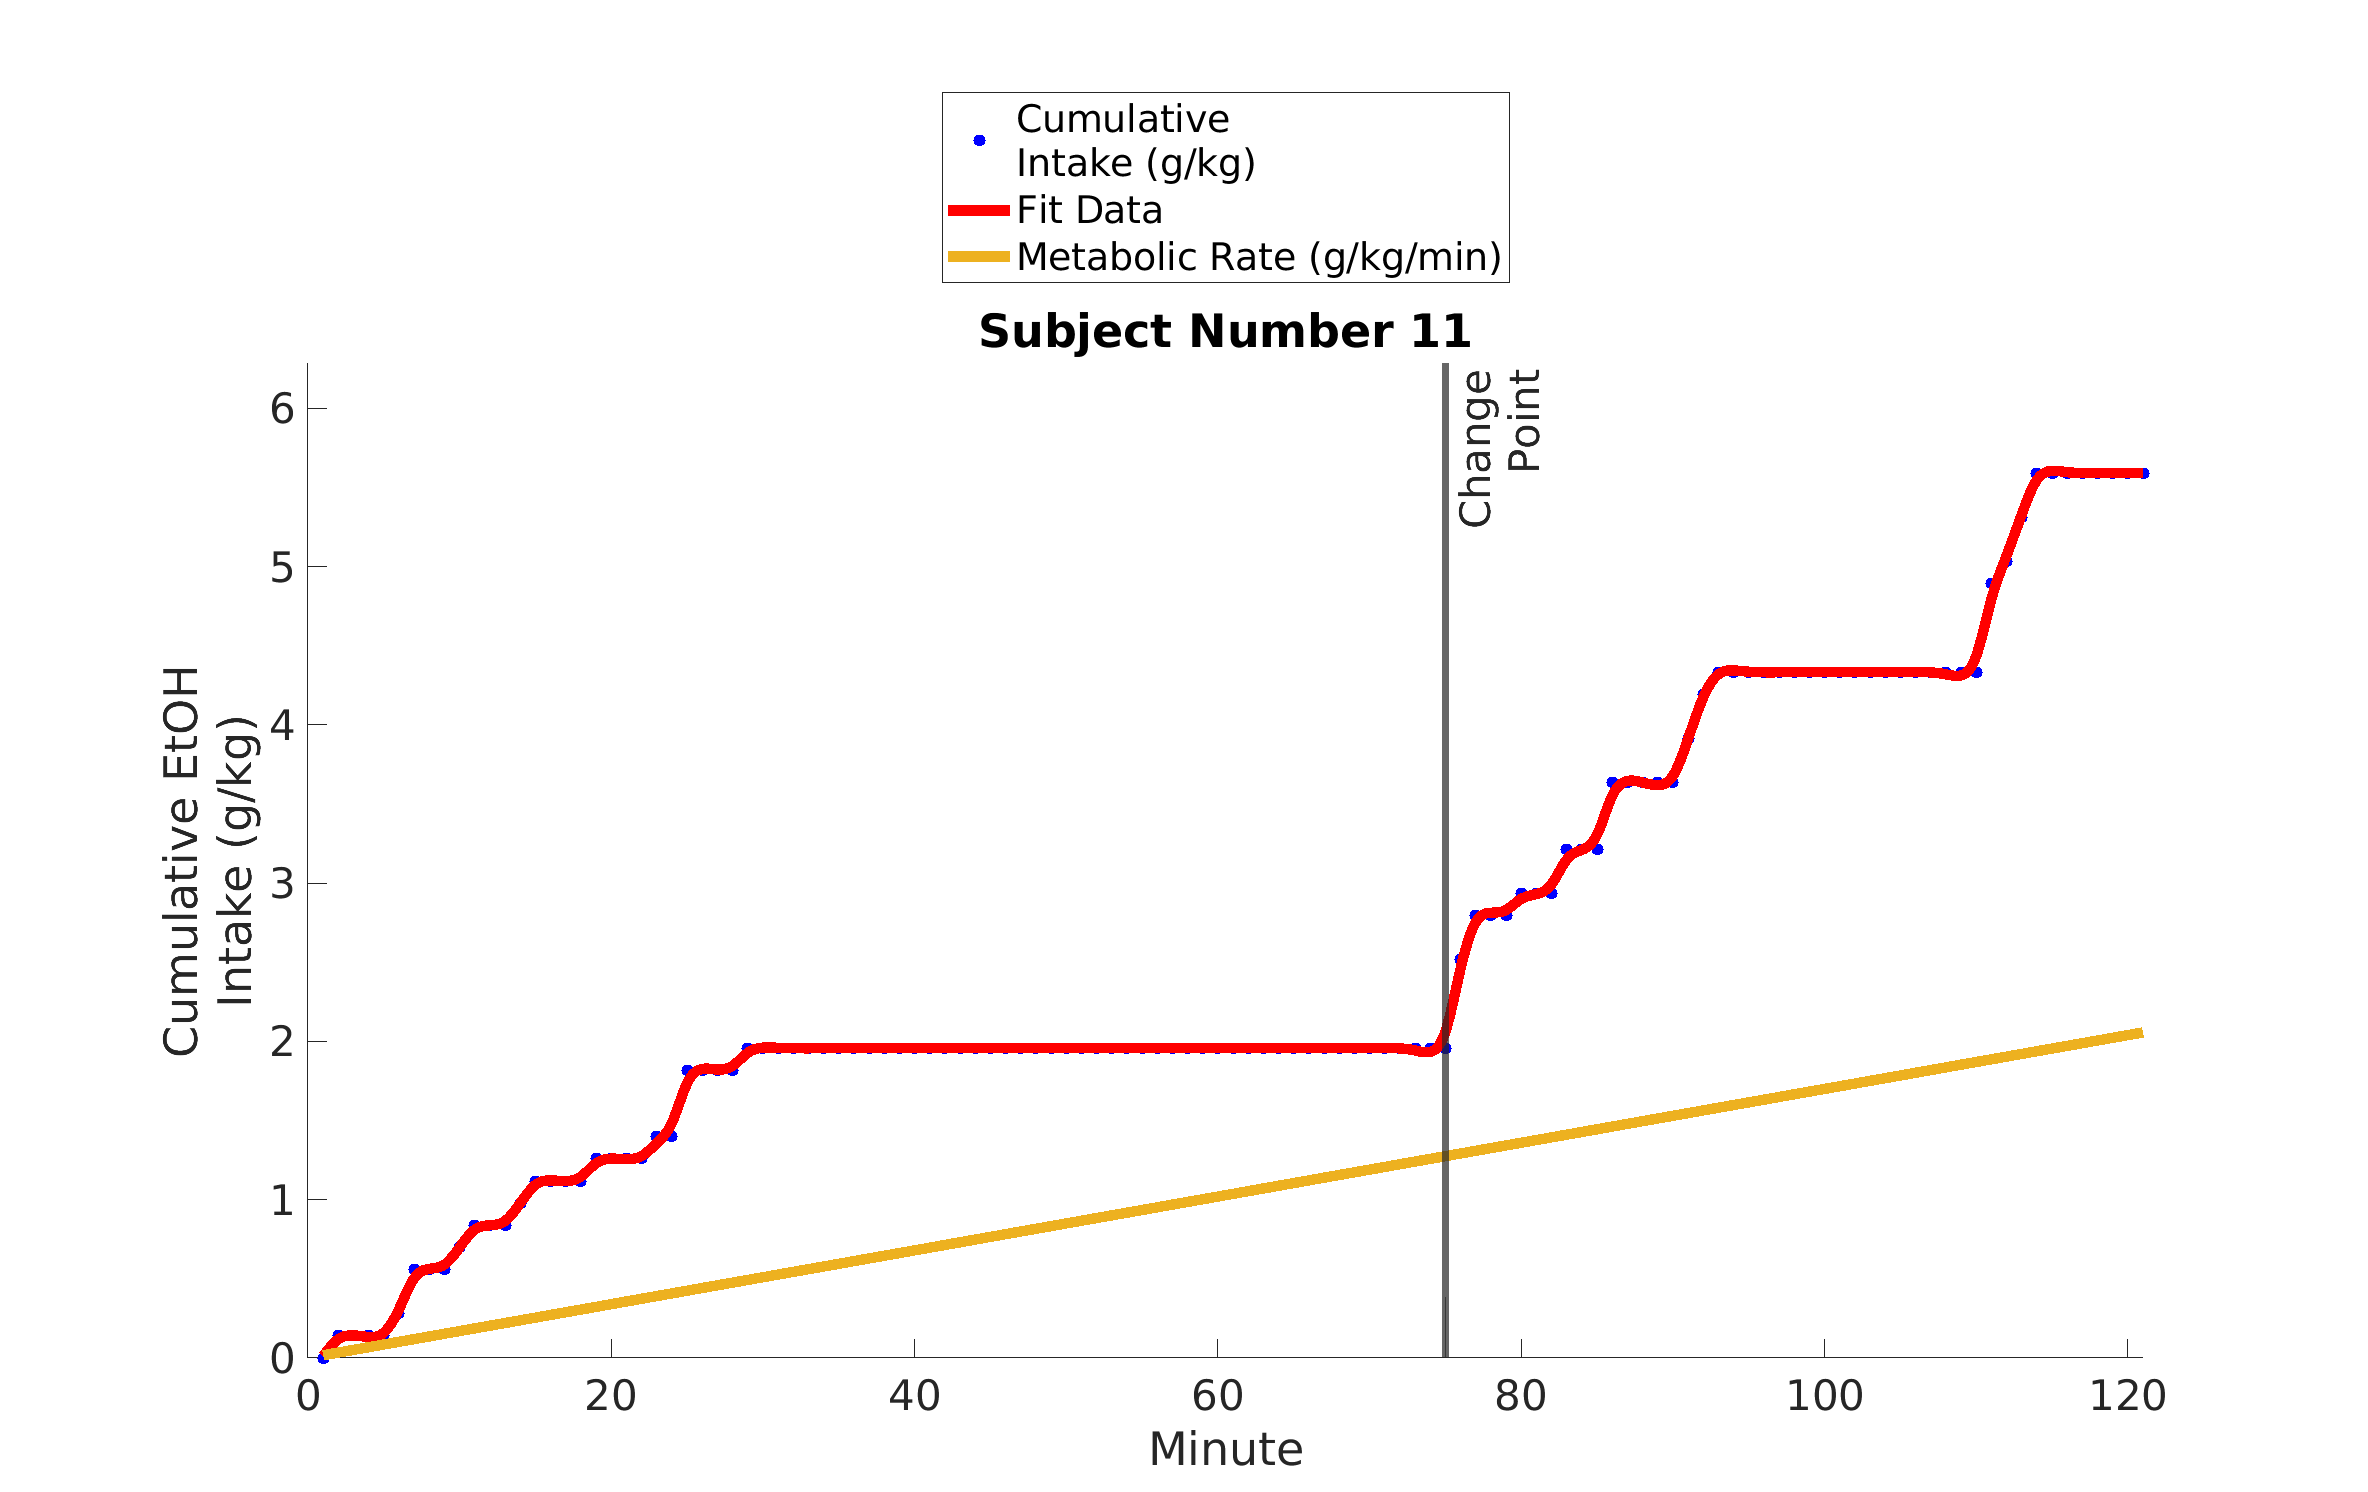 Cumulative
Intake (g/kg)
Fit Data
Metabolic Rate (g/kg/min)
Subject Number 11
Change
Point
6
5
4
3
2
1
0
Cumulative EtOH
Intake (g/kg)
0 20 40 60 80 100 120
Minute